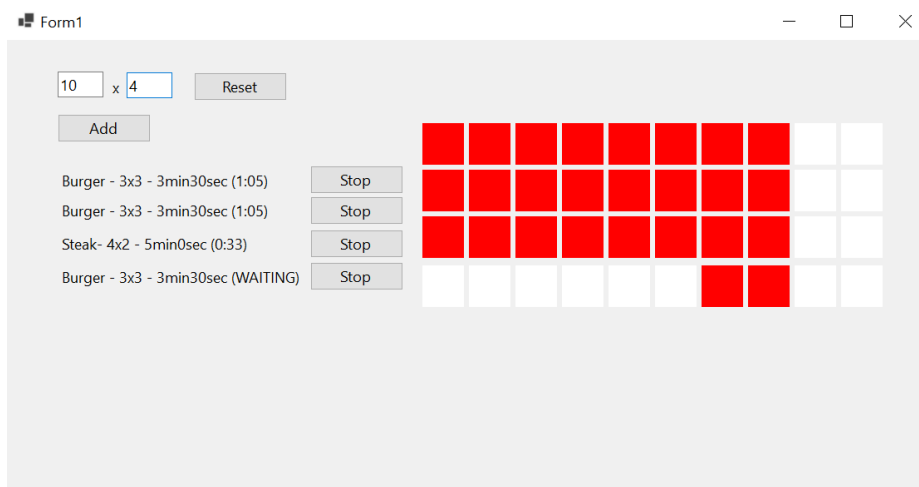 Form1
10 x 4 Reset
Add
Burger - 3x3 - 3min30sec (1:05) Stop
Burger - 3x3 - 3min30sec (1:05) Stop
Steak- 4x2 - 5min0sec (0:33) Stop
Burger - 3x3 - 3min30sec (WAITING) Stop